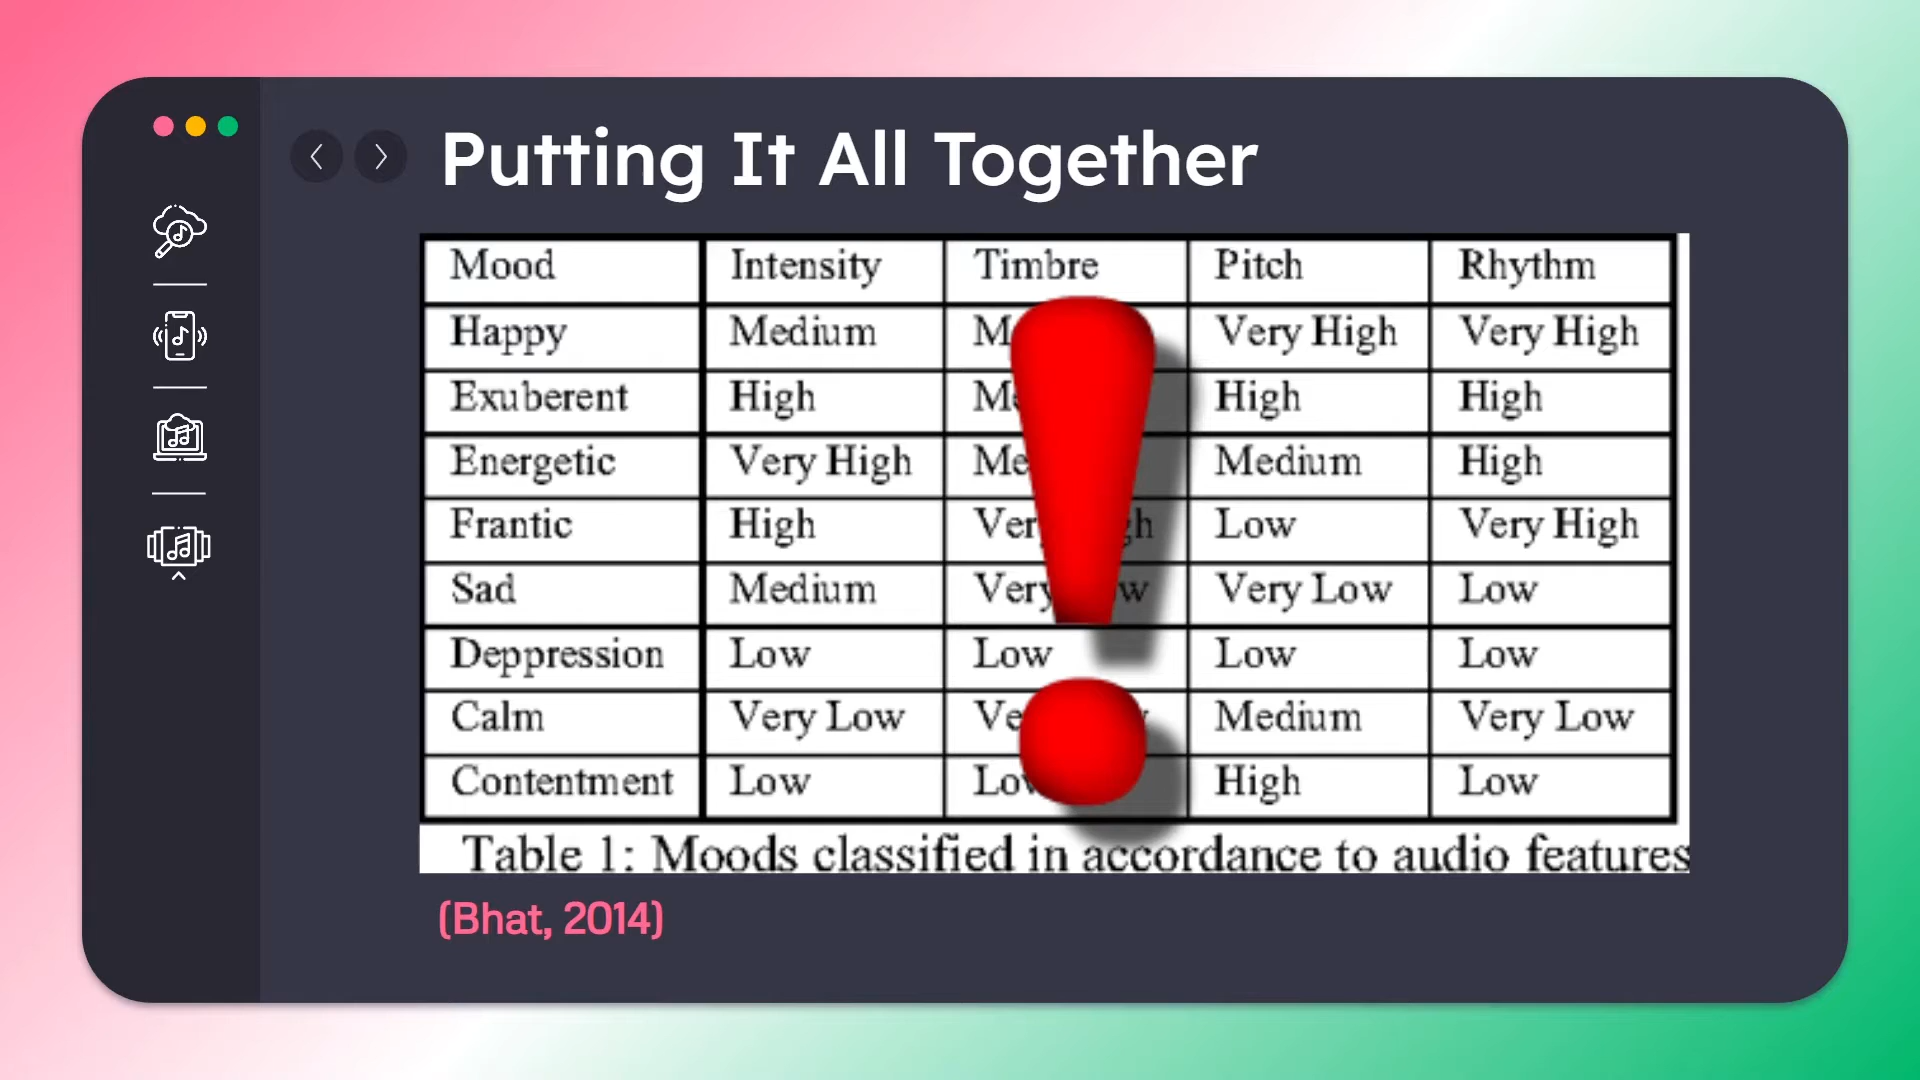 Putting It All Together
Mood Intensity Timbre Pitch Rhythm
Happy Medium Very High Very High
Exuberent High High High
Energetic Very High Medium High
Frantic High Low Very High
Sad Medium Very Very Low Low
Deppression Low Low Low Low
Calm Very Low Medium Very Low
Contentment Low High Low
Table 1: Moods classified in accordance to audio features
(Bhat, 2014)